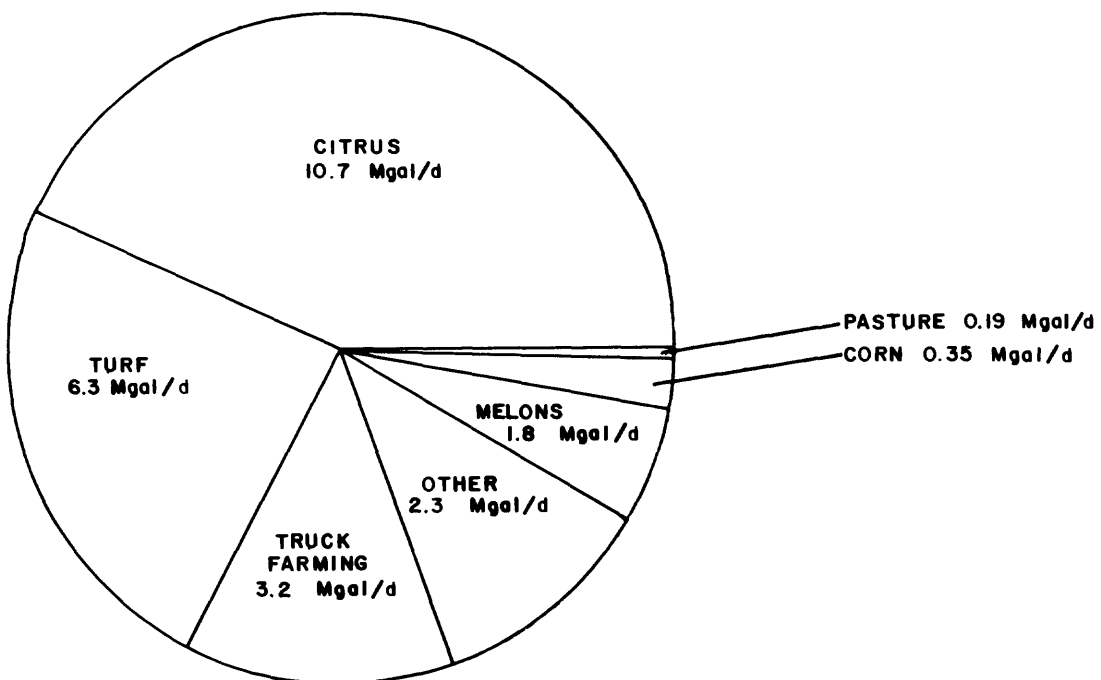 CITRUS
10.7 Mgal/d
PASTURE 0.19 Mgal/d
CORN 0.35 Mgal/d
TURF
6.3 Mgal/d
MELONS
1.8 Mgal/d
OTHER
2.3 Mgal/d
TRUCK
FARMING
3.2 Mgal/d